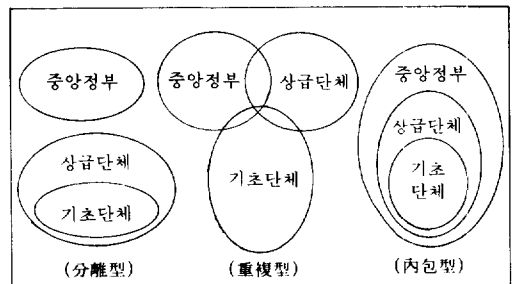 중앙정부
상급단체
기초단체
(分離型)
중앙정부
상급단체
기초단체
(重複型)
중앙정부
상급단체
기초
단체
(內包型)